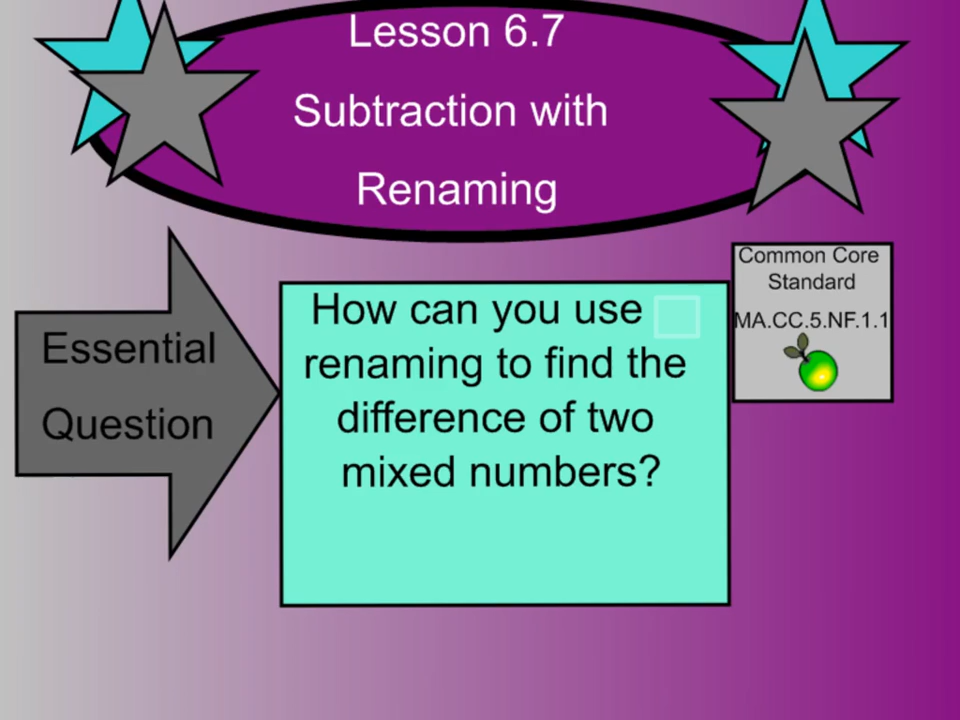 Lesson 6.7
Subtraction with
Renaming
Common Core
Standard
MA.CC.5.NF.1.1
Essential
Question
How can you use
renaming to find the
difference of two
mixed numbers?